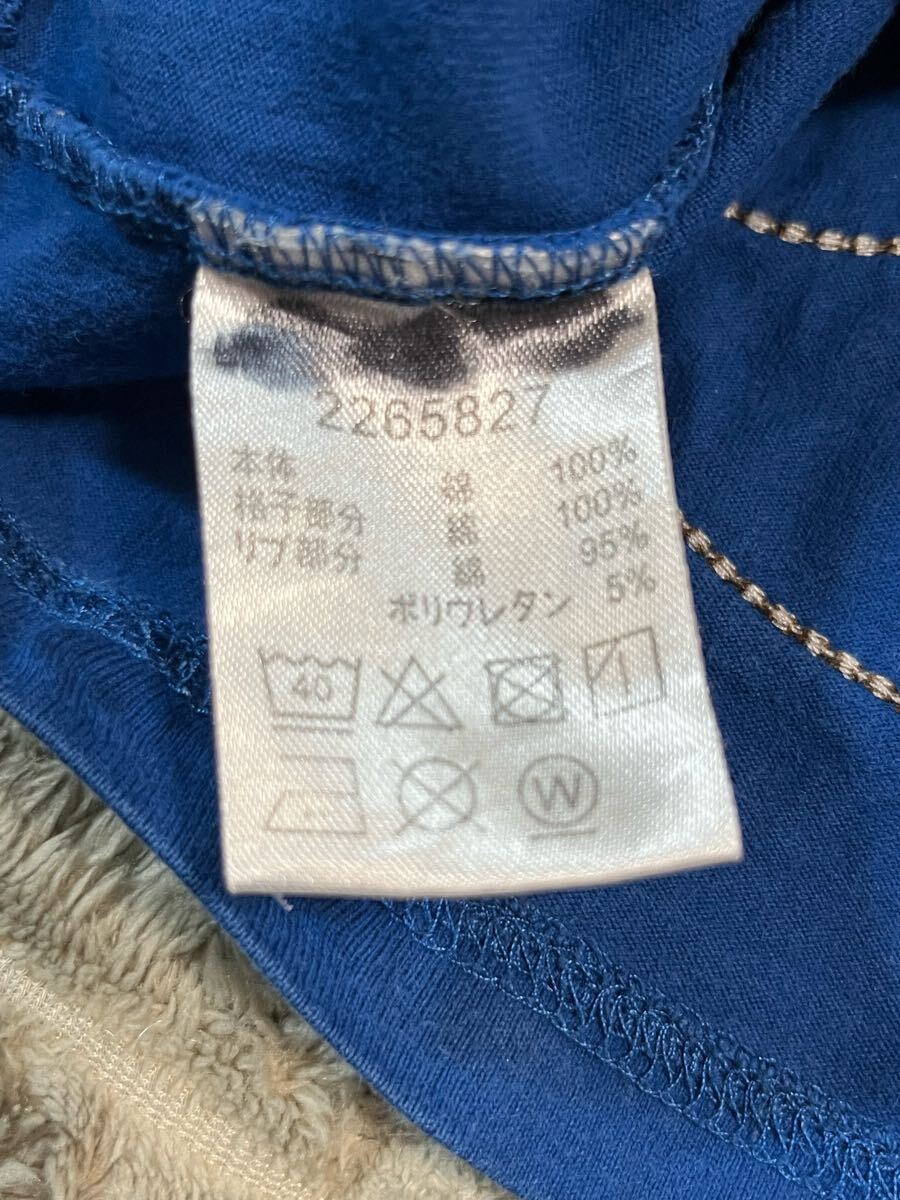 2265827
本体 綿 100%
格子部分 綿 100%
リブ部分 綿 95%
ポリウレタン 5%
40
W